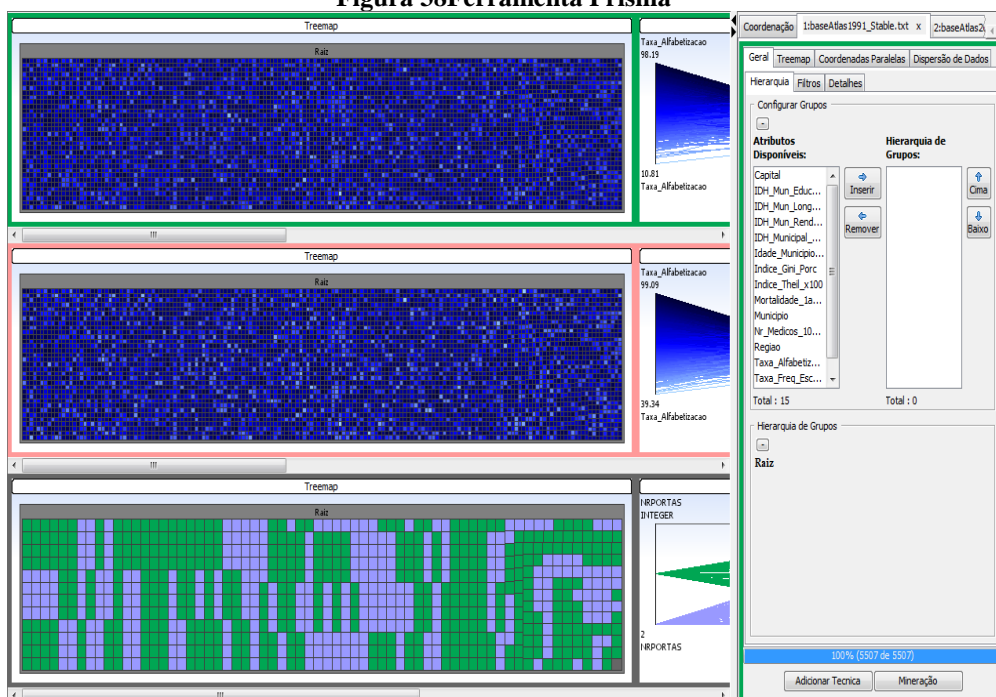 Figura 38Ferramenta Prisma
Treemap
Raiz
Taxa_Alfabetizacao
98.19
10.81
Taxa_Alfabetizacao
Treemap
Raiz
Taxa_Alfabetizacao
99.09
39.34
Taxa_Alfabetizacao
Treemap
Raiz
NRPORTAS
INTEGER
2
NRPORTAS
Coordenação 1:baseAtlas1991_Stable.txt x 2:baseAtlas2
Geral Treemap Coordenadas Paralelas Dispersão de Dados
Hierarquia Filtros Detalhes
Configurar Grupos
-
Atributos Disponíveis:
Capital
IDH_Mun_Educ...
IDH_Mun_Long...
IDH_Mun_Rend...
IDH_Municipal_...
Idade_Municipio...
Indice_Gini_Porc
Indice_Theil_x100
Mortalidade_1a...
Municipio
Nr_Medicos_10...
Regiao
Taxa_Alfabetiz...
Taxa_Freq_Esc...
Total : 15
Inserir
Remover
Hierarquia de Grupos:
Total : 0
Cima
Baixo
Hierarquia de Grupos
-
Raiz
100% (5507 de 5507)
Adicionar Tecnica Mineração